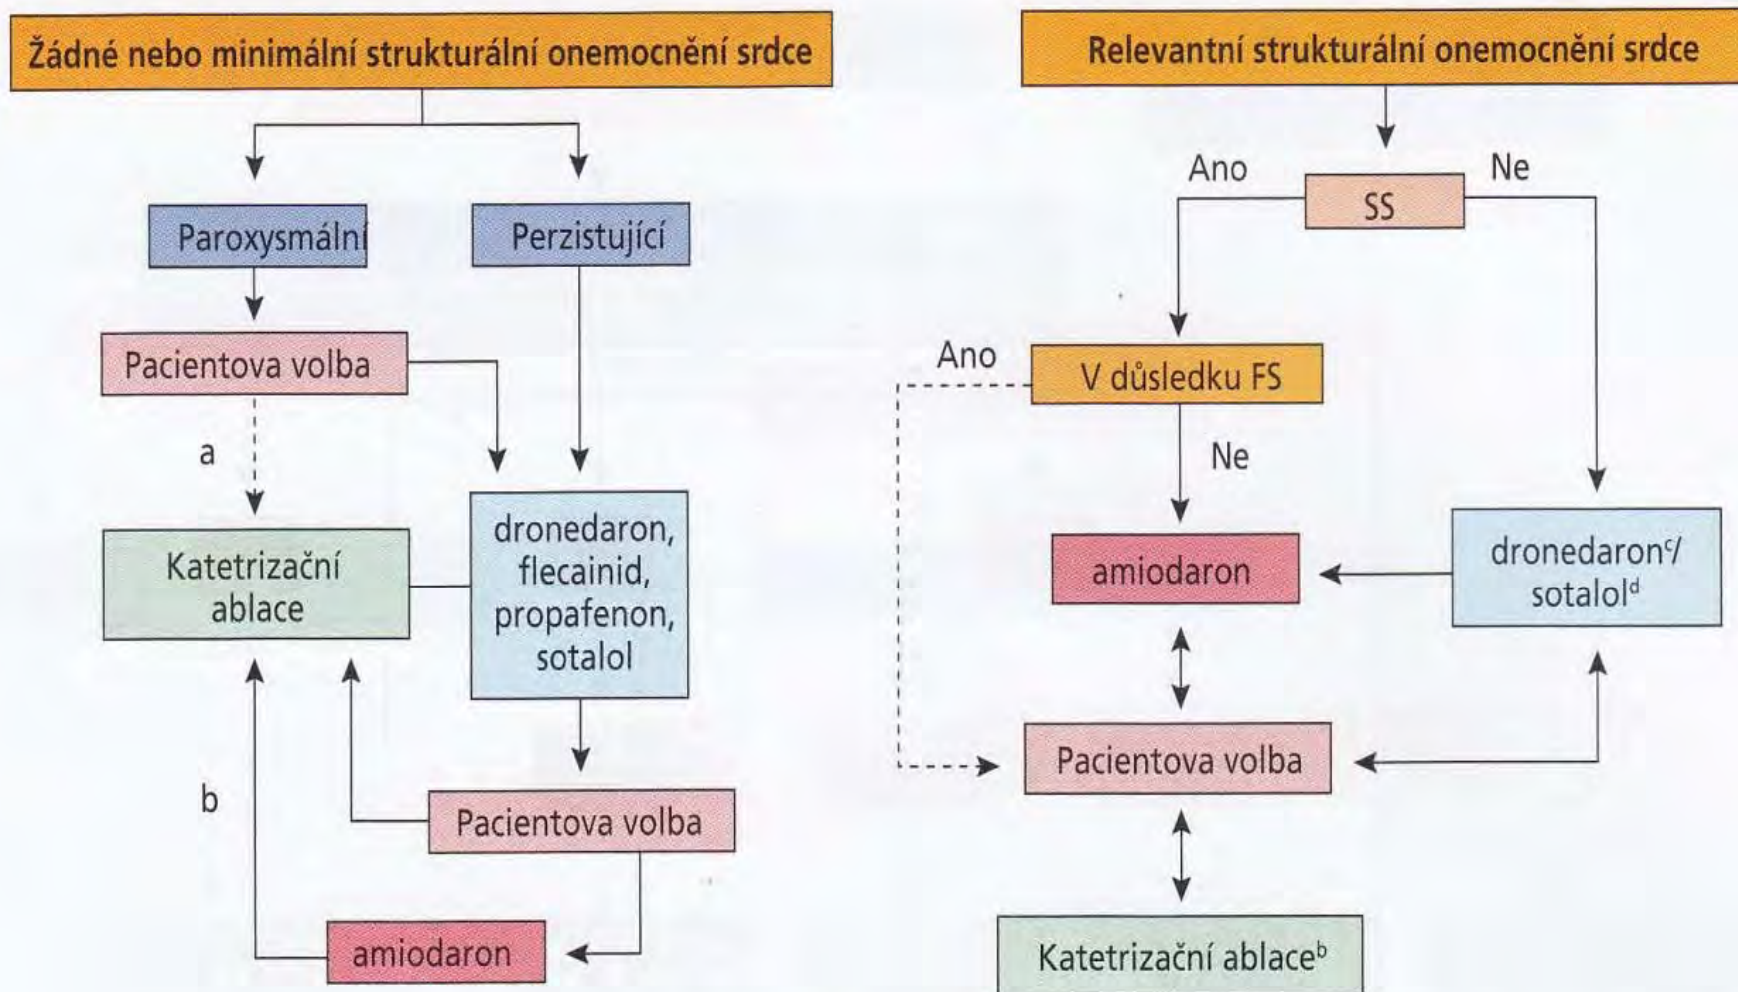 Žádné nebo minimální strukturální onemocnění srdce
Paroxysmální
Perzistující
Pacientova volba
a
Katetrizační
ablace
dronedaron,
flecainid,
propafenon,
sotalol
b
Pacientova volba
amiodaron
Relevantní strukturální onemocnění srdce
Ano
Ne
SS
Ano
V důsledku FS
Ne
amiodaron
dronedaronᶜ/
sotalolᵈ
Pacientova volba
Katetrizační ablaceᵇ